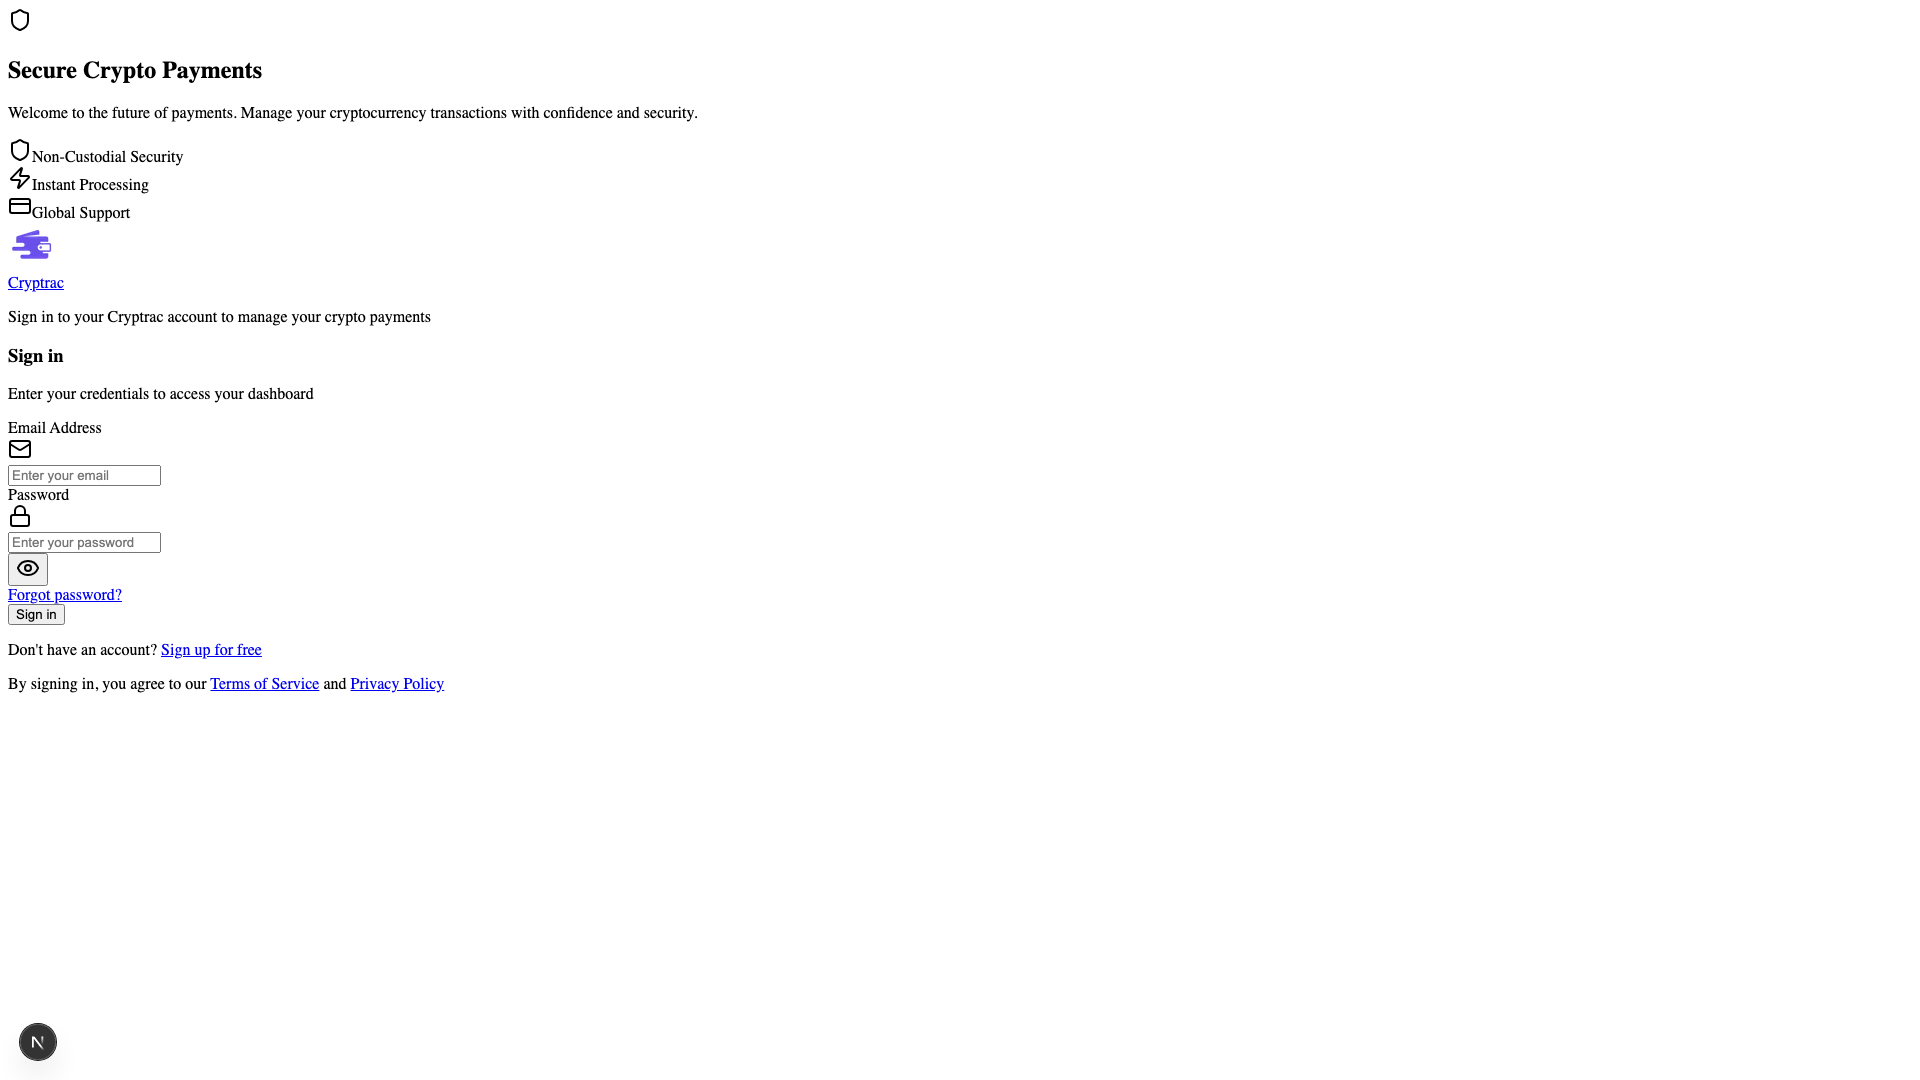 Secure Crypto Payments
Welcome to the future of payments. Manage your cryptocurrency transactions with confidence and security.
Non-Custodial Security
Instant Processing
Global Support
Cryptrac
Sign in to your Cryptrac account to manage your crypto payments
Sign in
Enter your credentials to access your dashboard
Email Address
Enter your email
Password
Enter your password
Forgot password?
Sign in
Don't have an account? Sign up for free
By signing in, you agree to our Terms of Service and Privacy Policy
N